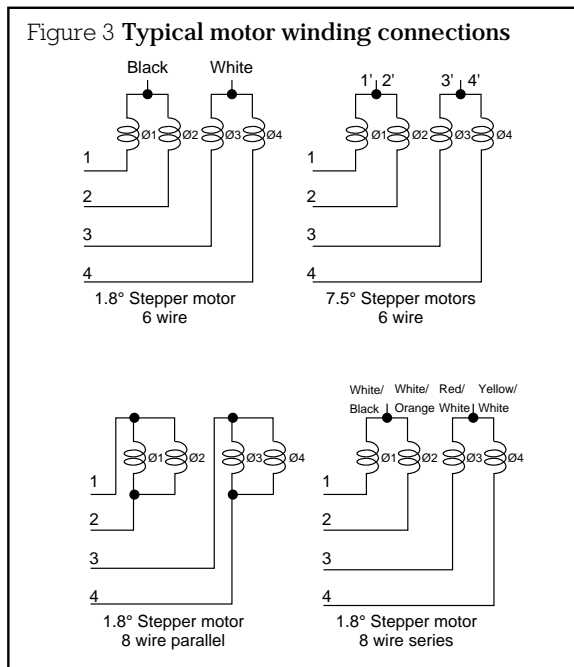 Figure 3 Typical motor winding connections
Black White
Ø1 Ø2 Ø3 Ø4
1
2
3
4
1.8° Stepper motor
6 wire
1' 2' 3' 4'
Ø1 Ø2 Ø3 Ø4
1
2
3
4
7.5° Stepper motors
6 wire
Ø1 Ø2 Ø3 Ø4
1
2
3
4
1.8° Stepper motor
8 wire parallel
White/ White/ Red/ Yellow/
Black Orange White White
Ø1 Ø2 Ø3 Ø4
1
2
3
4
1.8° Stepper motor
8 wire series